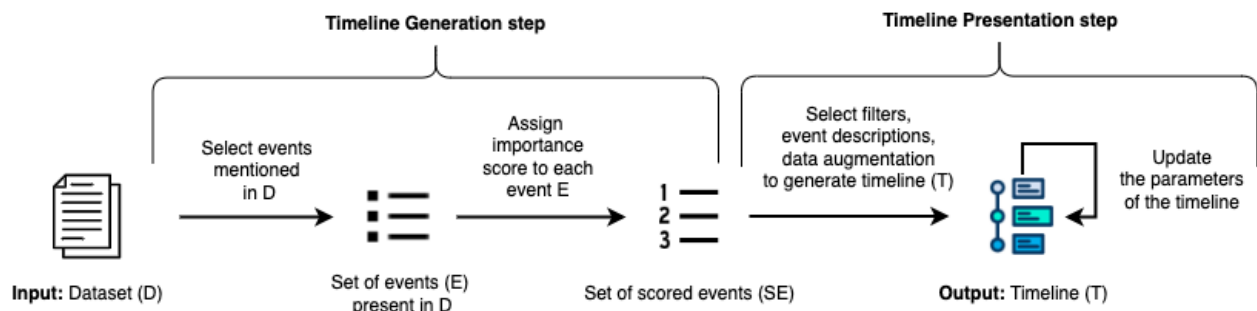 Timeline Generation step
Timeline Presentation step
Select events
mentioned
in D
Assign
importance
score to each
event E
Select filters,
event descriptions,
data augmentation
to generate timeline (T)
Update
the parameters
of the timeline
1
2
3
Input: Dataset (D)
Set of events (E)
present in D
Set of scored events (SE)
Output: Timeline (T)